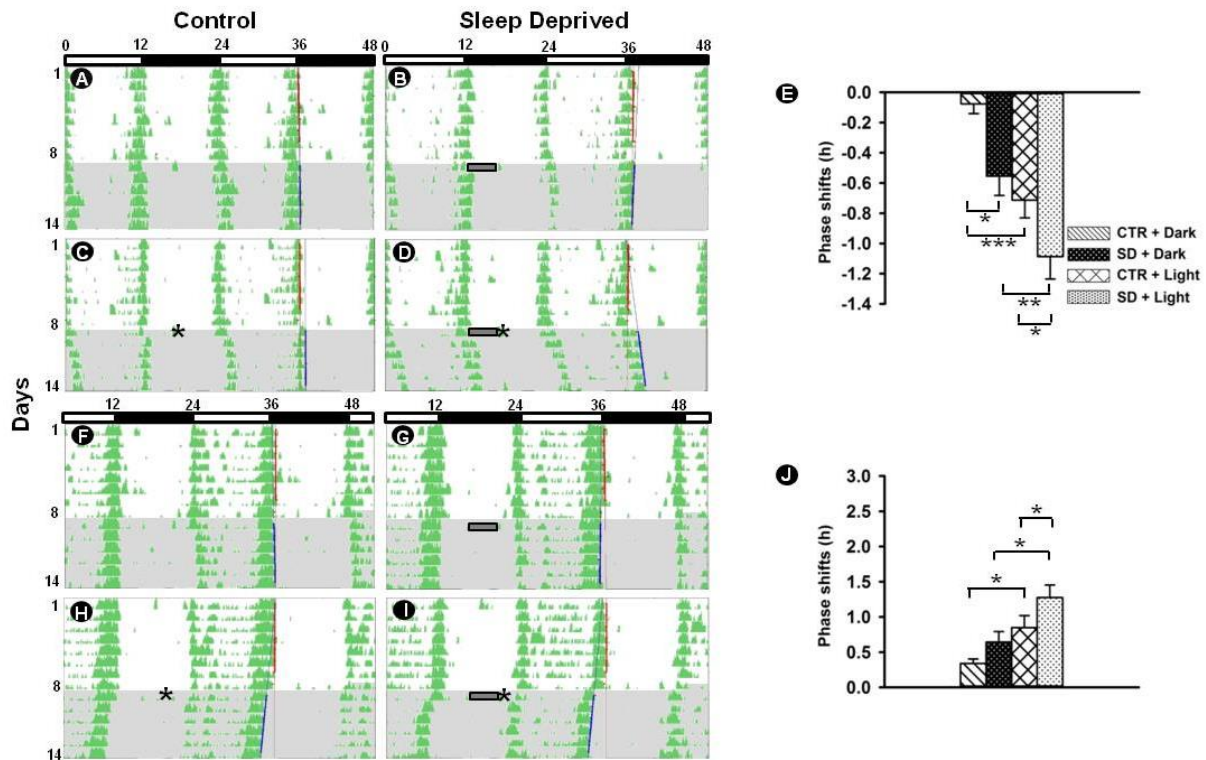 Control
Sleep Deprived
0 12 24 36 48
0 12 24 36 48
Days
1
8
14
A
B
1
8
14
C
D
*
*
12 24 36 48
12 24 36 48
1
8
14
F
G
1
8
14
H
I
*
*
E
Phase shifts (h)
0.0
-0.2
-0.4
-0.6
-0.8
-1.0
-1.2
-1.4
*
***
**
*
CTR + Dark
SD + Dark
CTR + Light
SD + Light
J
Phase shifts (h)
3.0
2.5
2.0
1.5
1.0
0.5
0.0
*
*
*